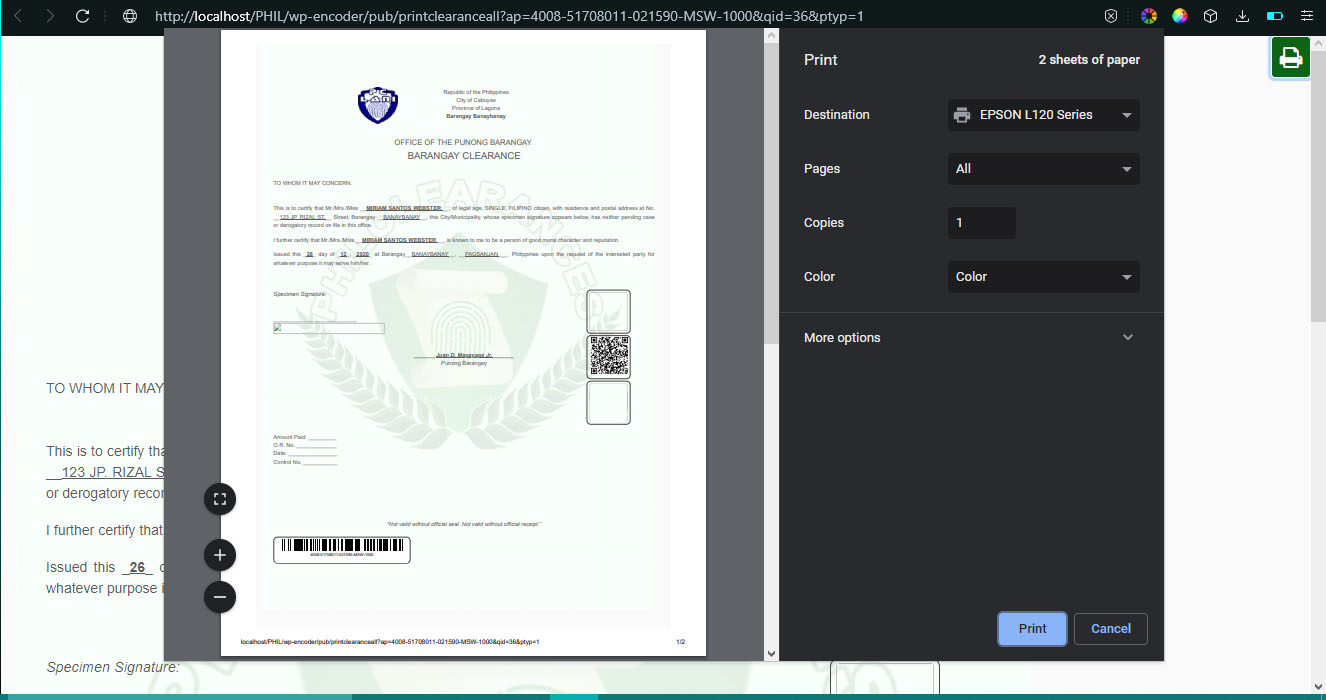 http://localhost/PHIL/wp-encoder/pub/printclearanceall?ap=4008-51708011-021590-MSW-1000&qid=36&ptyp=1
Republic of the Philippines
City of Cabuyao
Province of Laguna
Barangay Banaybanay
OFFICE OF THE PUNONG BARANGAY
BARANGAY CLEARANCE
TO WHOM IT MAY CONCERN:
This is to certify that Mr./Mrs./Miss __MIRIAM SANTOS WEBSTER__, of legal age, SINGLE, FILIPINO citizen, with residence and postal address at No.
__123 JP. RIZAL ST.__ Street, Barangay __BANAYBANAY__, this City/Municipality, whose specimen signature appears below, has neither pending case
or derogatory record on file in this office.
I further certify that Mr./Mrs./Miss __MIRIAM SANTOS WEBSTER__, is known to me to be a person of good moral character and reputation.
Issued this _26_ day of _12_, _2020_ at Barangay __BANAYBANAY__, __PAGSANJAN__, Philippines upon the request of the interested party for
whatever purpose it may serve him/her.
Specimen Signature:
Juan D. Manayaga Jr.
Punong Barangay
Amount Paid: ________
O.R. No. ________
Date: ________
Control No. ________
"Not valid without official seal. Not valid without official receipt."
4008-51708011-021590-MSW-1000
localhost/PHIL/wp-encoder/pub/printclearanceall?ap=4008-51708011-021590-MSW-1000&qid=36&ptyp=1
1/2
Print
2 sheets of paper
Destination
EPSON L120 Series
Pages
All
Copies
1
Color
Color
More options
Print
Cancel
TO WHOM IT MAY
This is to certify tha
__123 JP. RIZAL S
or derogatory recor
I further certify that
Issued this _26_ d
whatever purpose i
Specimen Signature: